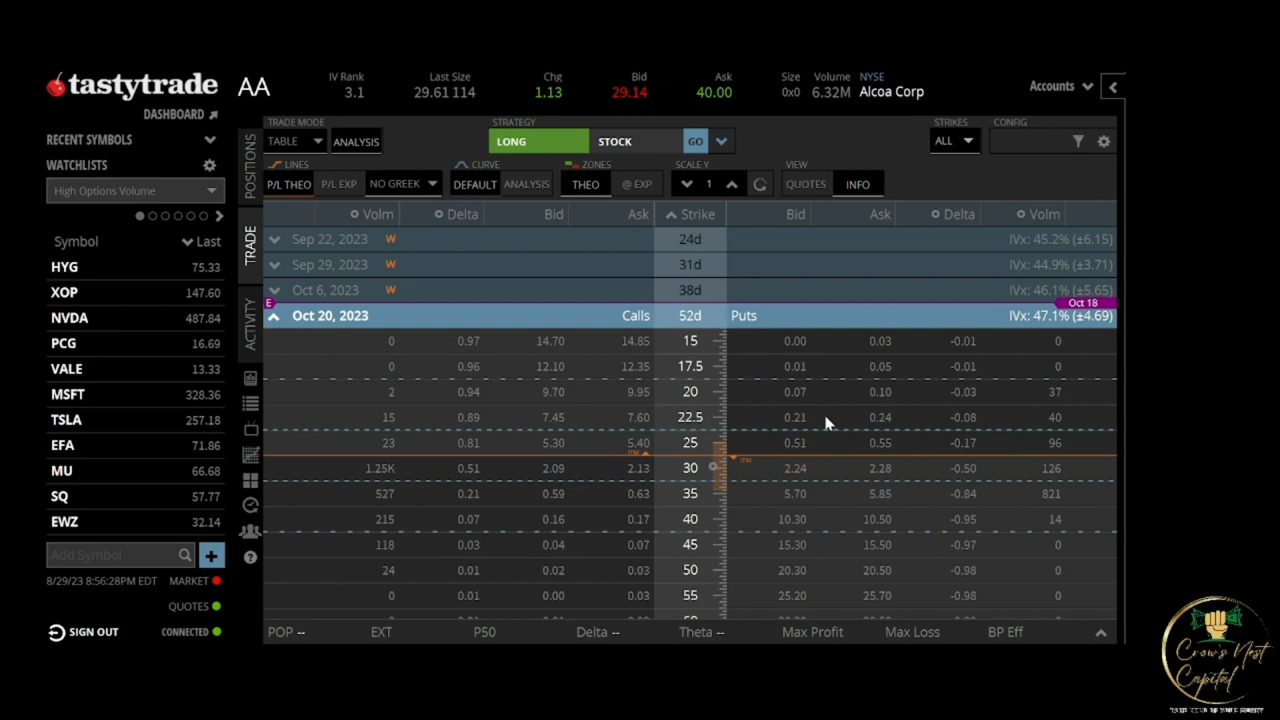 tastytrade
DASHBOARD
RECENT SYMBOLS
WATCHLISTS
High Options Volume
Symbol Last
HYG 75.33
XOP 147.60
NVDA 487.84
PCG 16.69
VALE 13.33
MSFT 328.36
TSLA 257.18
EFA 71.86
MU 66.68
SQ 57.77
EWZ 32.14
Add Symbol
8/29/23 8:56:28PM EDT MARKET
QUOTES
SIGN OUT CONNECTED
POSITIONS
TRADE
ACTIVITY
IV Rank Last Size Chg Bid Ask Size Volume NYSE
AA 3.1 29.61 114 1.13 29.14 40.00 0x0 6.32M Alcoa Corp
Accounts
TRADE MODE STRATEGY STRIKES CONFIG
TABLE ANALYSIS LONG STOCK GO ALL
LINES CURVE ZONES SCALE Y VIEW
P/L THEO P/L EXP NO GREEK DEFAULT ANALYSIS THEO @ EXP 1 QUOTES INFO
Volm Delta Bid Ask Strike Bid Ask Delta Volm
Sep 22, 2023 W 24d IVx: 45.2% (±6.15)
Sep 29, 2023 W 31d IVx: 44.9% (±3.71)
Oct 6, 2023 W 38d IVx: 46.1% (±5.65)
E Oct 18
Oct 20, 2023 Calls 52d Puts IVx: 47.1% (±4.69)
0 0.97 14.70 14.85 15 0.00 0.03 -0.01 0
0 0.96 12.10 12.35 17.5 0.01 0.05 -0.01 0
2 0.94 9.70 9.95 20 0.07 0.10 -0.03 37
15 0.89 7.45 7.60 22.5 0.21 0.24 -0.08 40
23 0.81 5.30 5.40 25 0.51 0.55 -0.17 96
ITM ITM
1.25K 0.51 2.09 2.13 30 2.24 2.28 -0.50 126
527 0.21 0.59 0.63 35 5.70 5.85 -0.84 821
215 0.07 0.16 0.17 40 10.30 10.50 -0.95 14
118 0.03 0.04 0.07 45 15.30 15.50 -0.97 0
24 0.01 0.02 0.03 50 20.30 20.50 -0.98 0
0 0.01 0.00 0.03 55 25.20 25.70 -0.98 0
POP -- EXT P50 Delta -- Theta -- Max Profit Max Loss BP Eff
Crow's Nest
Capital